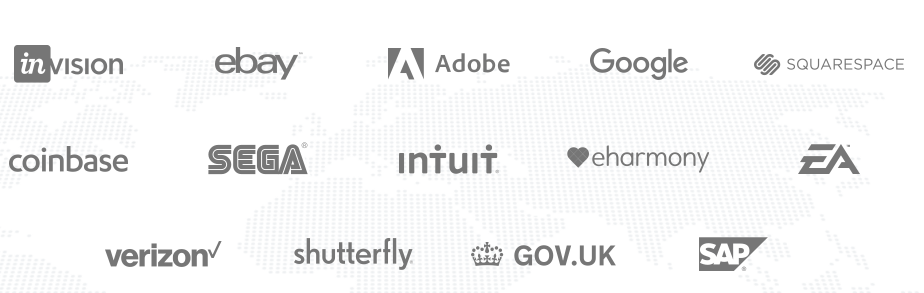 invision ebay Adobe Google SQUARESPACE
coinbase SEGA® intuit eharmony EA
verizon✓ shutterfly GOV.UK SAP